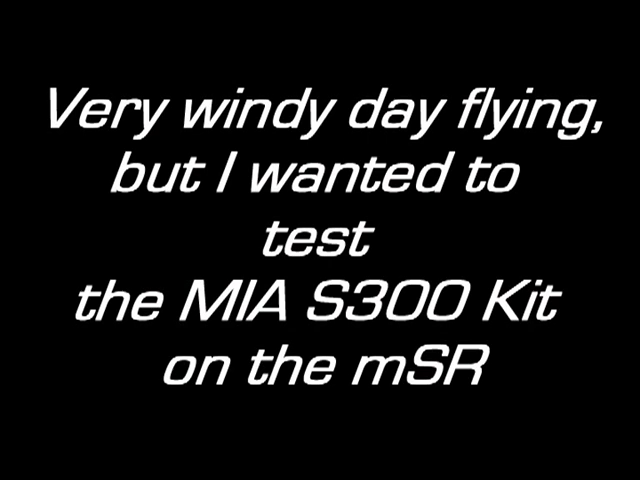 Very windy day flying,
but I wanted to
test
the MIA S300 Kit
on the mSR